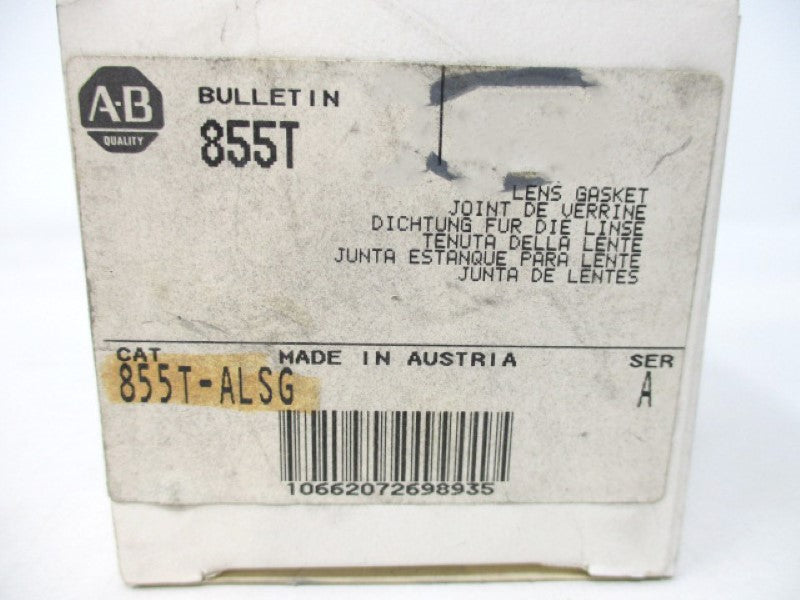 A-B
QUALITY
BULLETIN
855T
LENS GASKET
JOINT DE VERRINE
DICHTUNG FUR DIE LINSE
TENUTA DELLA LENTE
JUNTA ESTANQUE PARA LENTE
JUNTA DE LENTES
CAT MADE IN AUSTRIA SER
855T-ALSG A
10662072698935